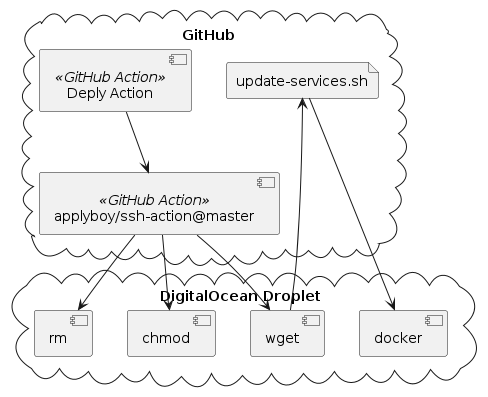 GitHub
«GitHub Action»
Deply Action
update-services.sh
«GitHub Action»
applyboy/ssh-action@master
DigitalOcean Droplet
rm
chmod
wget
docker